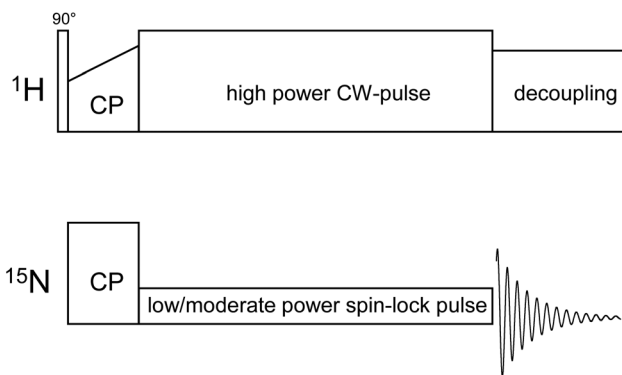 90°
¹H
CP
high power CW-pulse
decoupling
¹⁵N
CP
low/moderate power spin-lock pulse